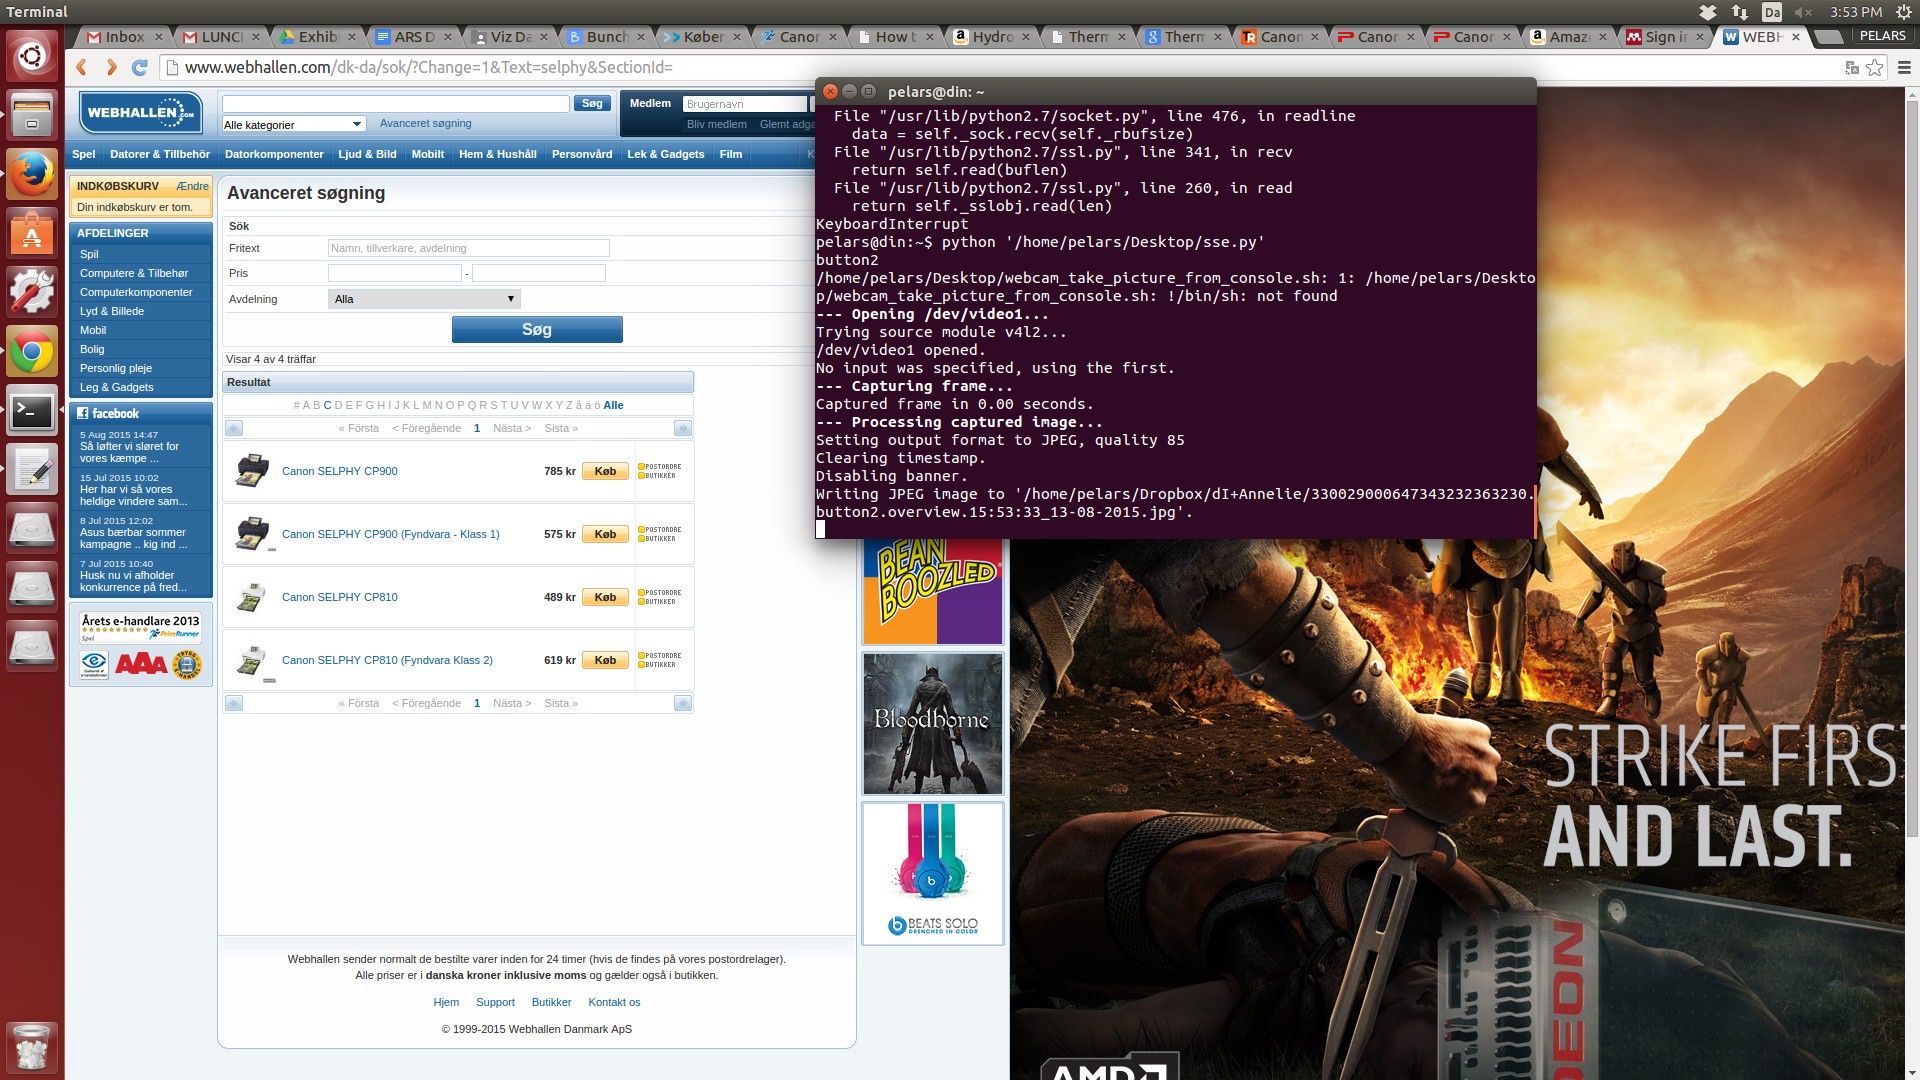 Terminal
Da
3:53 PM
Inbox
LUNCH
Exhib
ARS D
Viz Da
Bunch
Køber
Canor
How t
Hydro
Therm
Therm
Canon
Canor
Canor
Amaz
Sign i
WEBH
PELARS
www.webhallen.com/dk-da/sok/?Change=1&Text=selphy&SectionId=
WEBHALLEN.COM
Søg
Alle kategorier
Avanceret søgning
Medlem
Brugernavn
Bliv medlem
Glemt adga
Spel
Datorer & Tillbehör
Datorkomponenter
Ljud & Bild
Mobilt
Hem & Hushåll
Personvård
Lek & Gadgets
Film
K
INDKØBSKURV
Ændre
Din indkøbskurv er tom.
AFDELINGER
Spil
Computere & Tilbehør
Computerkomponenter
Lyd & Billede
Mobil
Bolig
Personlig pleje
Leg & Gadgets
facebook
5 Aug 2015 14:47
Så løfter vi sløret for
vores kæmpe ...
15 Jul 2015 10:02
Her har vi så vores
heldige vindere sam...
8 Jul 2015 12:02
Asus bærbar sommer
kampagne .. kig ind ...
7 Jul 2015 10:40
Husk nu vi afholder
konkurrence på fred...
Årets e-handlare 2013
Spel
PriceRunner
AAA
TRYGG
E-HANDEL
Avanceret søgning
Sök
Fritext
Namn, tillverkare, avdelning
Pris
-
Avdelning
Alla
Søg
Visar 4 av 4 träffar
Resultat
# A B C D E F G H I J K L M N O P Q R S T U V W X Y Z å ä ö Alle
« Första < Föregående 1 Nästa > Sista »
Canon SELPHY CP900
785 kr
Køb
POSTORDRE
BUTIKKER
Canon SELPHY CP900 (Fyndvara - Klass 1)
575 kr
Køb
POSTORDRE
BUTIKKER
Canon SELPHY CP810
489 kr
Køb
POSTORDRE
BUTIKKER
Canon SELPHY CP810 (Fyndvara Klass 2)
619 kr
Køb
POSTORDRE
BUTIKKER
« Första < Föregående 1 Nästa > Sista »
Webhallen sender normalt de bestilte varer inden for 24 timer (hvis de findes på vores postordrelager).
Alle priser er i danska kroner inklusive moms og gælder også i butikken.
Hjem
Support
Butikker
Kontakt os
© 1999-2015 Webhallen Danmark ApS
pelars@din: ~
File "/usr/lib/python2.7/socket.py", line 476, in readline
data = self._sock.recv(self._rbufsize)
File "/usr/lib/python2.7/ssl.py", line 341, in recv
return self.read(buflen)
File "/usr/lib/python2.7/ssl.py", line 260, in read
return self._sslobj.read(len)
KeyboardInterrupt
pelars@din:~$ python '/home/pelars/Desktop/sse.py'
button2
/home/pelars/Desktop/webcam_take_picture_from_console.sh: 1: /home/pelars/Deskto
p/webcam_take_picture_from_console.sh: !/bin/sh: not found
--- Opening /dev/video1...
Trying source module v4l2...
/dev/video1 opened.
No input was specified, using the first.
--- Capturing frame...
Captured frame in 0.00 seconds.
--- Processing captured image...
Setting output format to JPEG, quality 85
Clearing timestamp.
Disabling banner.
Writing JPEG image to '/home/pelars/Dropbox/dI+Annelie/330029000647343232363230.
button2.overview.15:53:33_13-08-2015.jpg'.
BEAN
BOOZLED
Bloodborne
BEATS SOLO
DRENCHED IN COLOR
STRIKE FIRST
AND LAST.
DEON
AMD